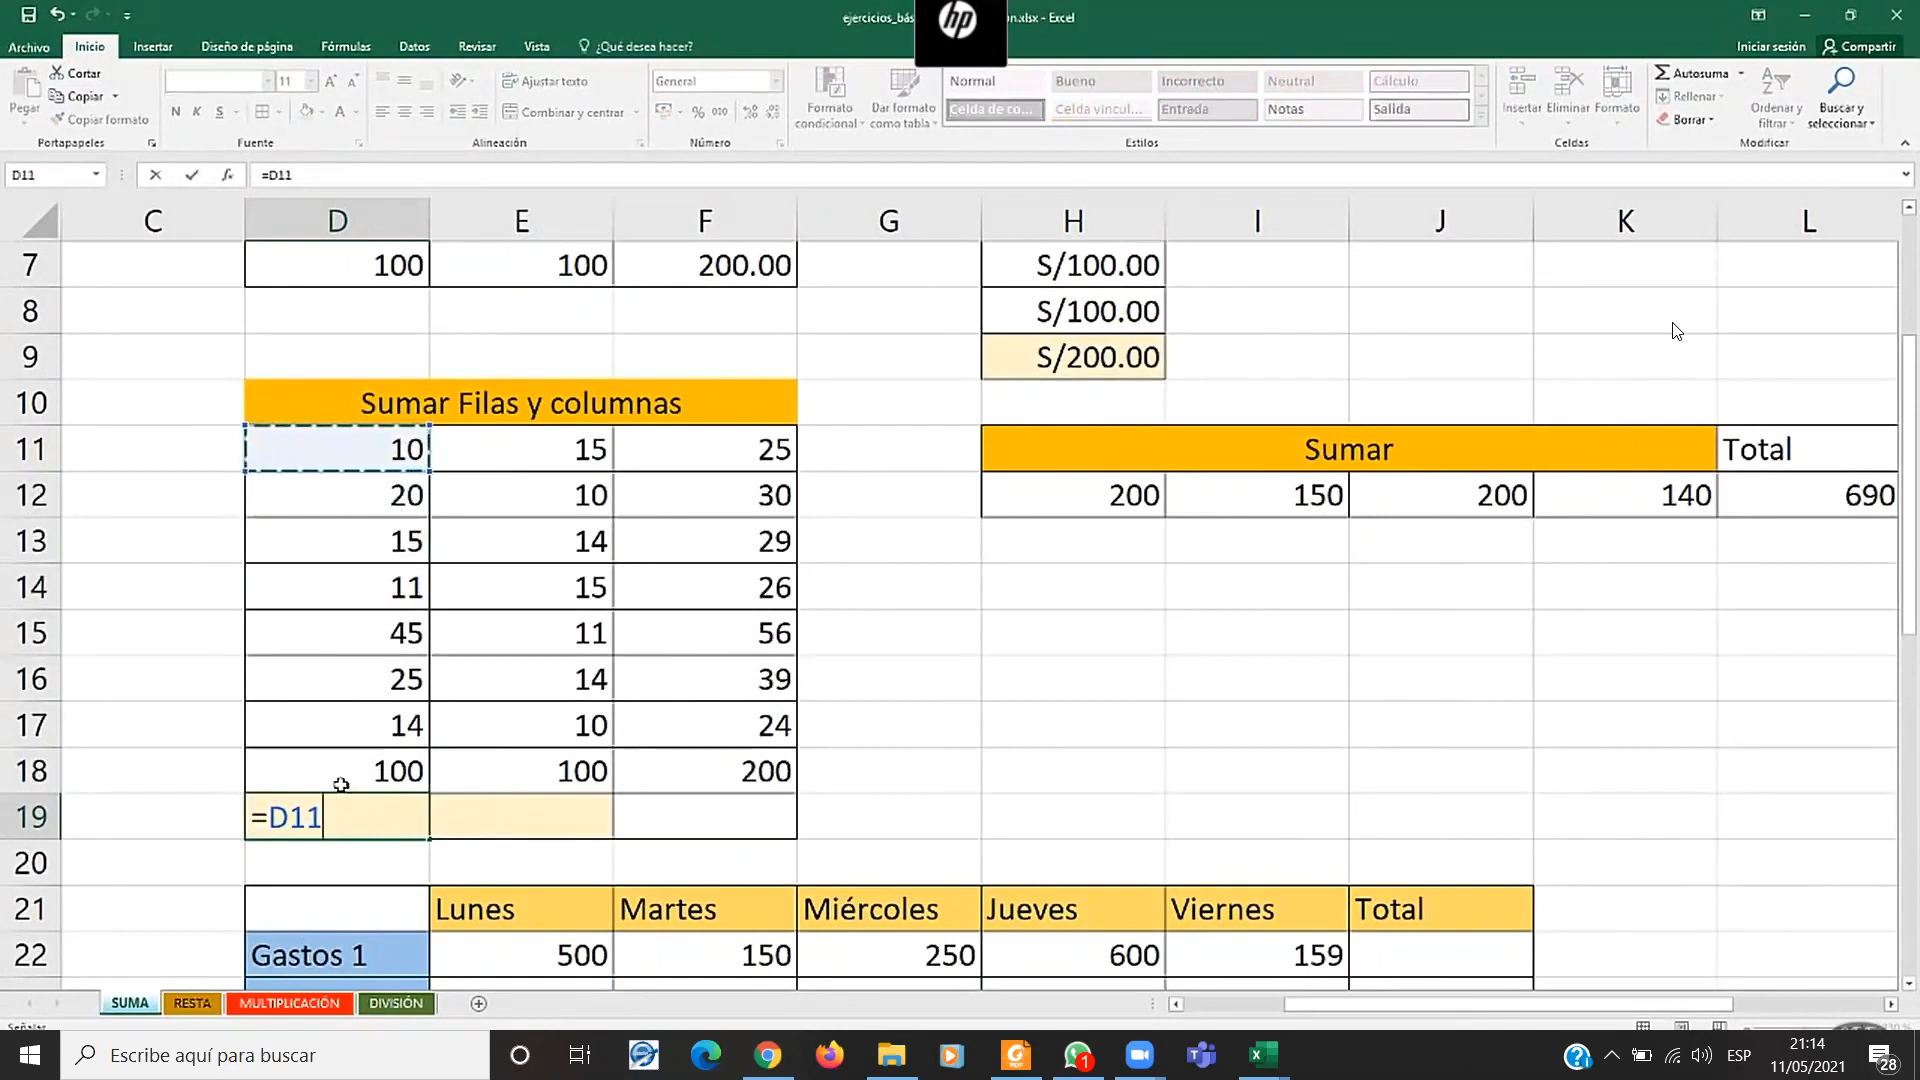 ejercicios_bás
hp
n.xlsx - Excel
Archivo Inicio Insertar Diseño de página Fórmulas Datos Revisar Vista ¿Qué desea hacer? Iniciar sesión Compartir
Pegar
Cortar
Copiar
Copiar formato
Portapapeles
11
N K S
Fuente
Ajustar texto
Combinar y centrar
Alineación
General
% 000
Número
Formato condicional
Dar formato como tabla
Normal Bueno Incorrecto Neutral Cálculo
Celda de co... Celda vincul... Entrada Notas Salida
Estilos
Insertar Eliminar Formato
Celdas
Autosuma
Rellenar
Borrar
Ordenar y filtrar
Buscar y seleccionar
Modificar
D11 fx =D11
C D E F G H I J K L
7 100 100 200.00 S/100.00
8 S/100.00
9 S/200.00
10 Sumar Filas y columnas
11 10 15 25 Sumar Total
12 20 10 30 200 150 200 140 690
13 15 14 29
14 11 15 26
15 45 11 56
16 25 14 39
17 14 10 24
18 100 100 200
19 =D11
20
21 Lunes Martes Miércoles Jueves Viernes Total
22 Gastos 1 500 150 250 600 159
SUMA RESTA MULTIPLICACIÓN DIVISIÓN
Escribe aquí para buscar
1
ESP
21:14
11/05/2021
28